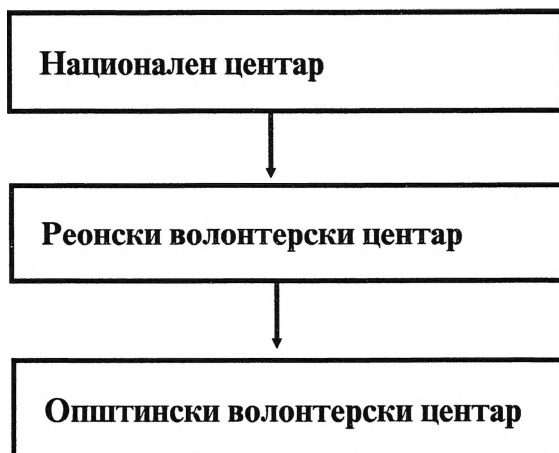 Национален центар
Реонски волонтерски центар
Општински волонтерски центар